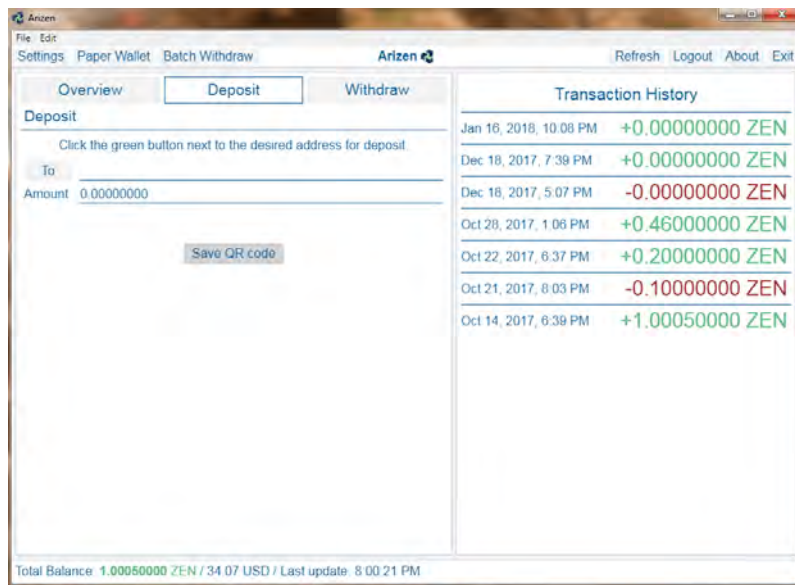 Arizen
File Edit
Settings Paper Wallet Batch Withdraw Arizen Refresh Logout About Exit
Overview Deposit Withdraw
Deposit
Click the green button next to the desired address for deposit
To
Amount 0.00000000
Save QR code
Transaction History
Jan 16, 2018, 10:08 PM +0.00000000 ZEN
Dec 18, 2017, 7:39 PM +0.00000000 ZEN
Dec 18, 2017, 5:07 PM -0.00000000 ZEN
Oct 28, 2017, 1:06 PM +0.46000000 ZEN
Oct 22, 2017, 6:37 PM +0.20000000 ZEN
Oct 21, 2017, 8:03 PM -0.10000000 ZEN
Oct 14, 2017, 6:39 PM +1.00050000 ZEN
Total Balance: 1.00050000 ZEN / 34.07 USD / Last update: 8:00:21 PM